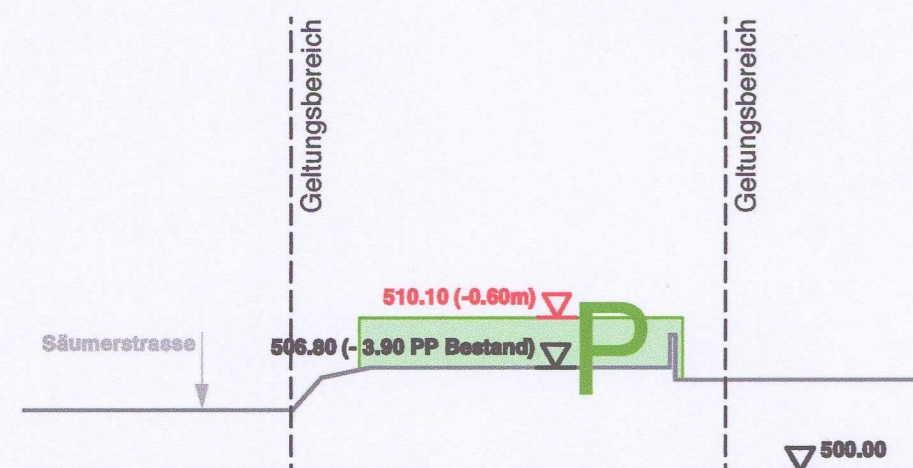 Geltungsbereich
Geltungsbereich
510.10 (-0.60m)
P
Säumerstrasse
506.80 (- 3.90 PP Bestand)
500.00